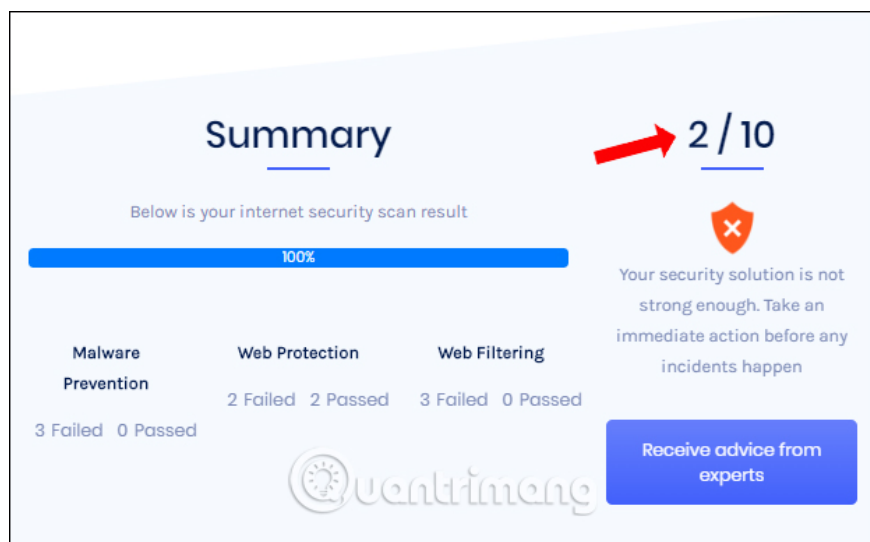 Summary
Below is your internet security scan result
100%
Malware
Prevention
3 Failed 0 Passed
Web Protection
2 Failed 2 Passed
Web Filtering
3 Failed 0 Passed
2 / 10
Your security solution is not
strong enough. Take an
immediate action before any
incidents happen
Receive advice from
experts
Quantrimang